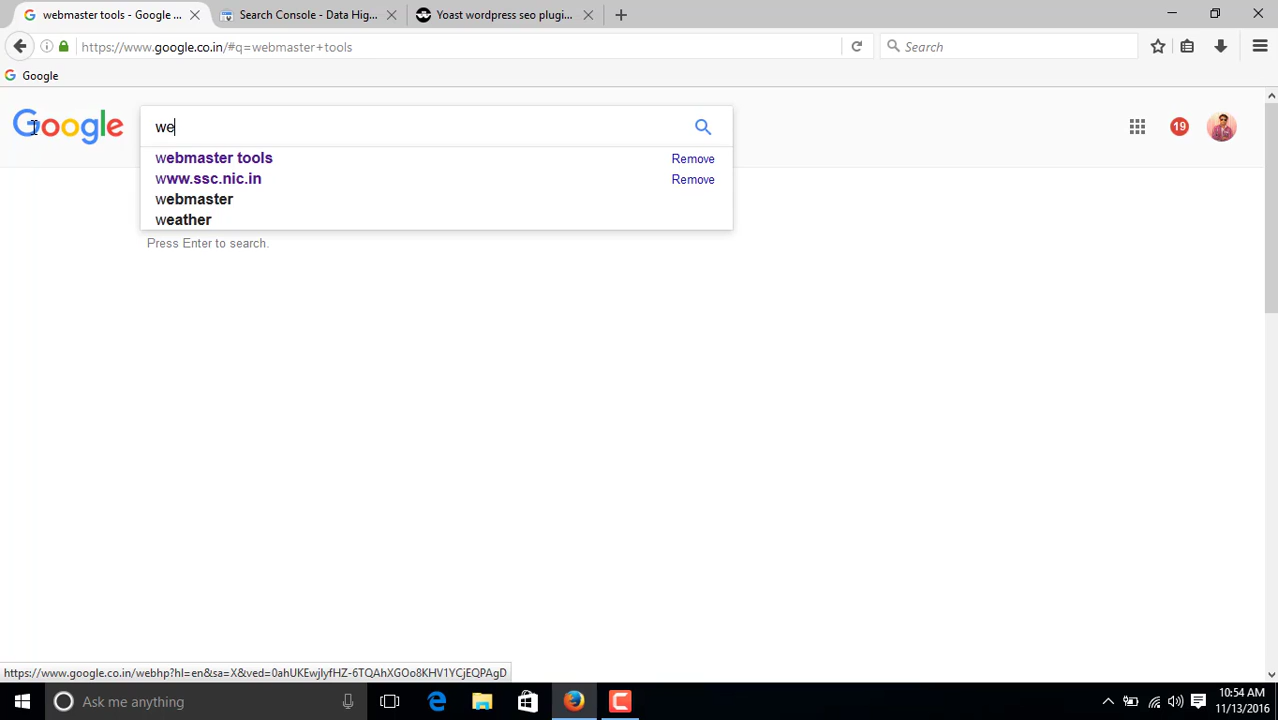 webmaster tools - Google ...
Search Console - Data Hig...
Yoast wordpress seo plugi...
https://www.google.co.in/#q=webmaster+tools
Search
Google
Google
we
19
webmaster tools Remove
www.ssc.nic.in Remove
webmaster
weather
Press Enter to search.
https://www.google.co.in/webhp?hl=en&sa=X&ved=0ahUKEwjlyfHZ-6TQAhXGOo8KHV1YCjEQPAgD
Ask me anything
10:54 AM
11/13/2016